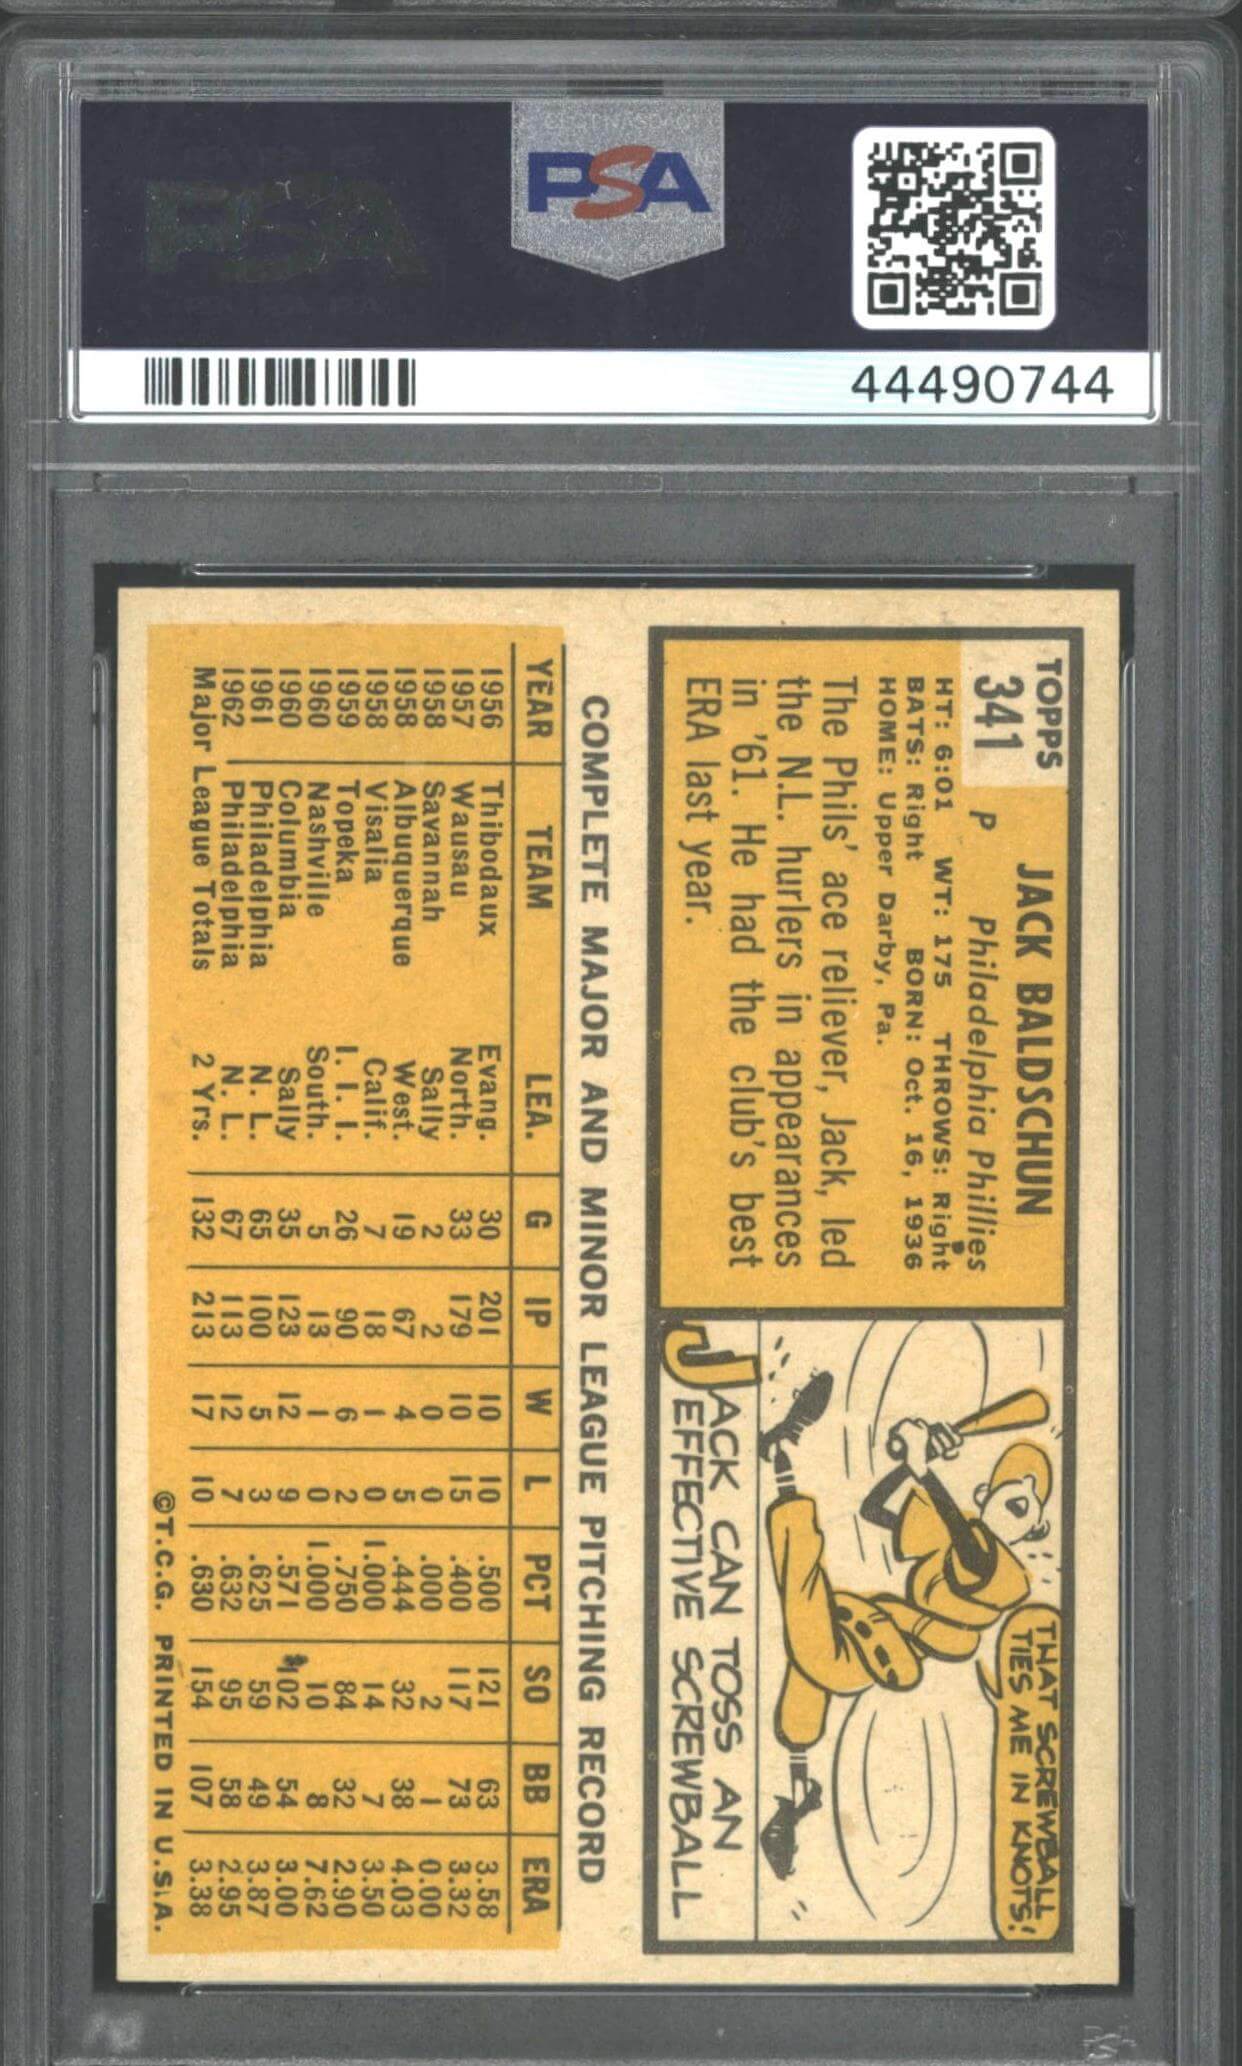 PSA
44490744
TOPPS
341
JACK BALDSCHUN
P Philadelphia Phillies
HT: 6:01 WT: 175 THROWS: Right
BATS: Right BORN: Oct. 16, 1936
HOME: Upper Darby, Pa.
The Phils' ace reliever, Jack, led
the N.L. hurlers in appearances
in '61. He had the club's best
ERA last year.
THAT SCREWBALL
TIES ME IN KNOTS!
JACK CAN TOSS AN
EFFECTIVE SCREWBALL
COMPLETE MAJOR AND MINOR LEAGUE PITCHING RECORD
YEAR TEAM LEA. G IP W L PCT SO BB ERA
1956 Thibodaux Evang. 30 201 10 10 .500 121 63 3.58
1957 Wausau North. 33 179 10 15 .400 117 73 3.32
1958 Savannah Sally 2 2 0 0 .000 2 1 0.00
1958 Albuquerque West. 19 67 4 5 .444 32 38 4.03
1958 Visalia Calif. 7 18 1 0 1.000 14 7 3.50
1959 Topeka I. I. I. 26 90 6 2 .750 84 32 2.90
1960 Nashville South. 5 13 1 0 1.000 10 8 7.62
1960 Columbia Sally 35 123 12 9 .571 102 54 3.00
1961 Philadelphia N. L. 65 100 5 3 .625 59 49 3.87
1962 Philadelphia N. L. 67 113 12 7 .632 95 58 2.95
Major League Totals 2 Yrs. 132 213 17 10 .630 154 107 3.38
©T.C.G. PRINTED IN U.S.A.